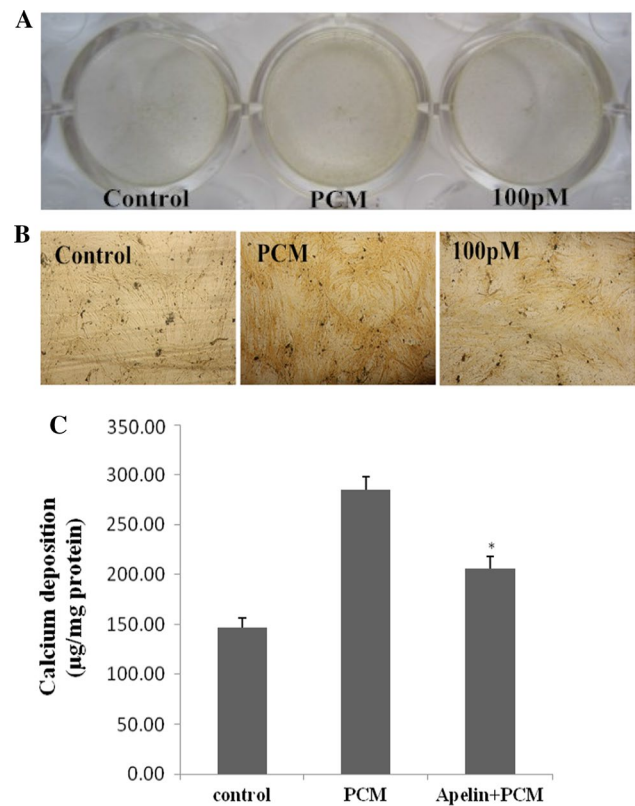 A
Control PCM 100pM
B
Control PCM 100pM
C
Calcium deposition
(µg/mg protein)
350.00
300.00
250.00
200.00
150.00
100.00
50.00
0.00
*
control PCM Apelin+PCM